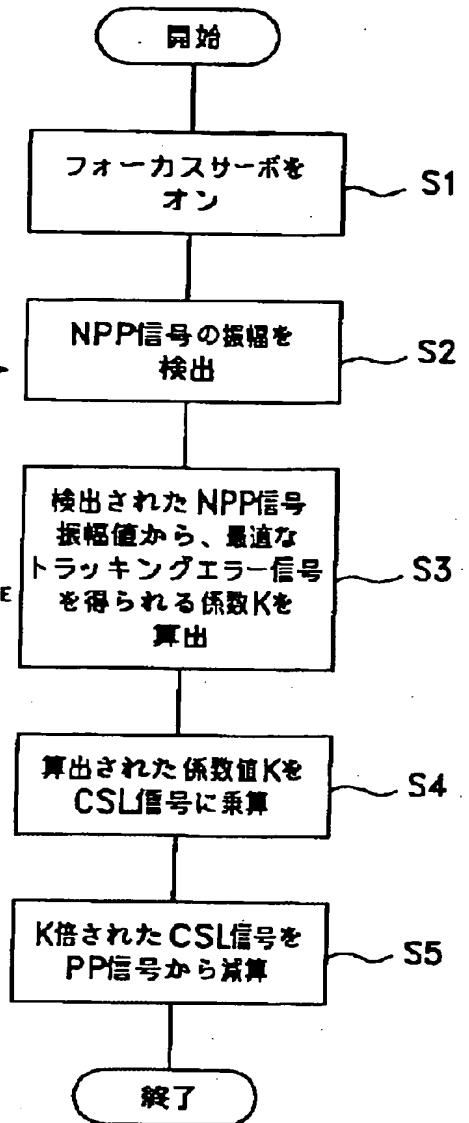 開始
フォーカスサーボを
オン
S1
NPP信号の振幅を
検出
S2
検出された NPP信号
振幅値から、最適な
トラッキングエラー信号
を得られる係数Kを
算出
S3
E
算出された係数値Kを
CSL信号に乗算
S4
K倍された CSL信号を
PP信号から減算
S5
終了